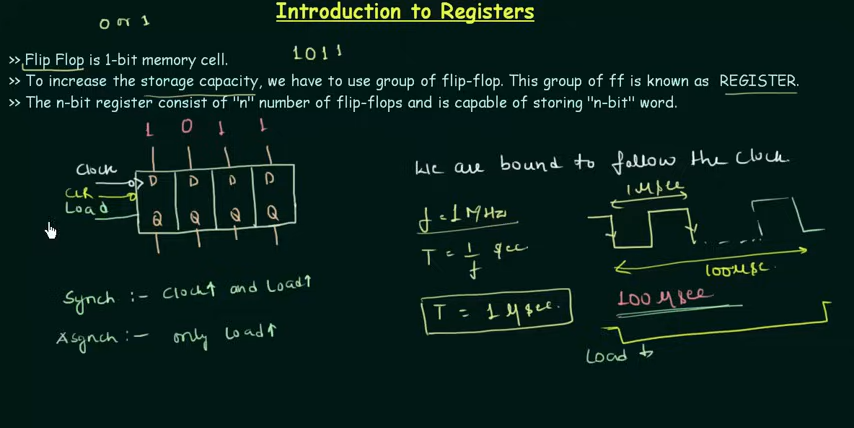 Introduction to Registers
0 or 1
>> Flip Flop is 1-bit memory cell.
1011
>> To increase the storage capacity, we have to use group of flip-flop. This group of ff is known as REGISTER.
>> The n-bit register consist of "n" number of flip-flops and is capable of storing "n-bit" word.
1 0 1 1
Clock
CLR
Load
D D D D
Q Q Q Q
Synch :- Clock↑ and Load↑
Asynch :- only Load↑
We are bound to follow the Clock
f = 1 MHz
T = 1/f sec
T = 1 μsec.
1 μsec
100 μsec.
100 μsec
Load